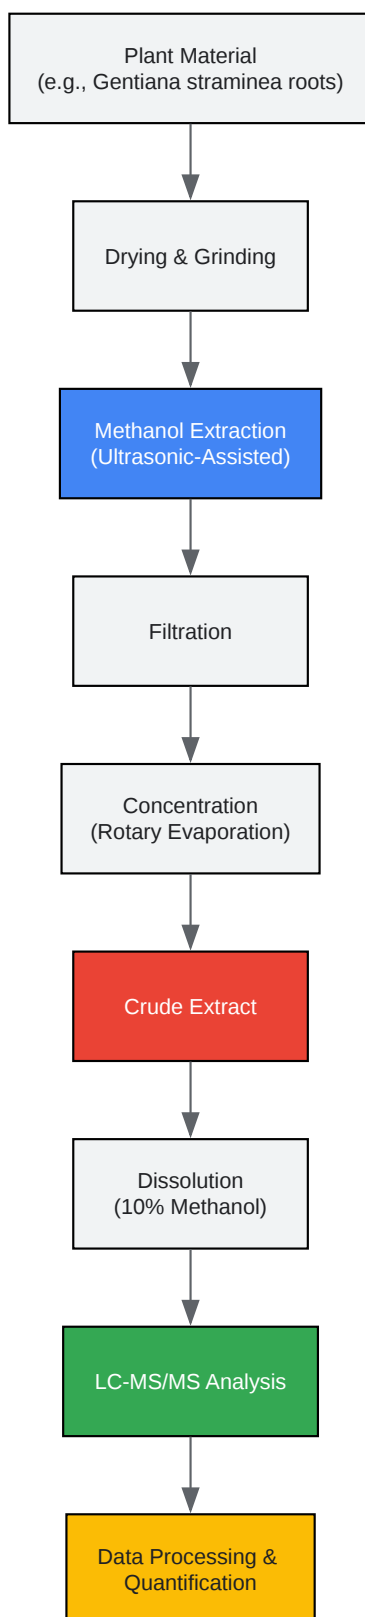 Plant Material
(e.g., Gentiana straminea roots)
Drying & Grinding
Methanol Extraction
(Ultrasonic-Assisted)
Filtration
Concentration
(Rotary Evaporation)
Crude Extract
Dissolution
(10% Methanol)
LC-MS/MS Analysis
Data Processing &
Quantification